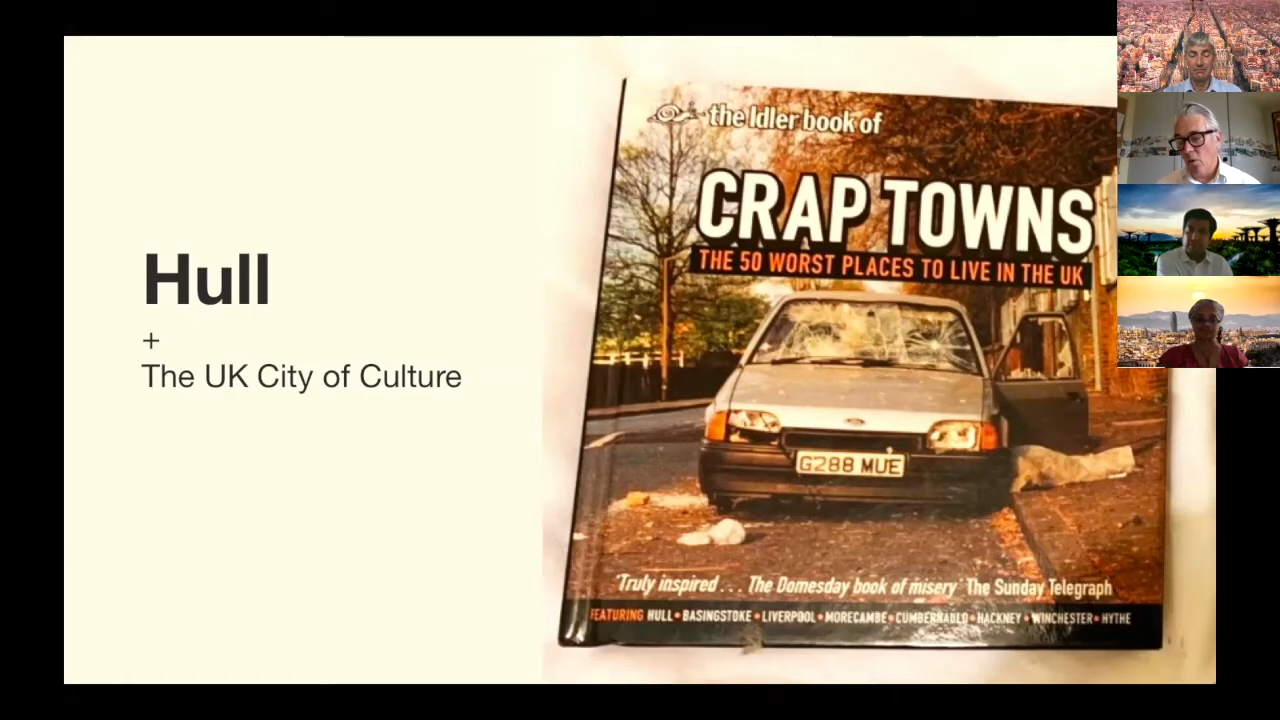 Hull
+
The UK City of Culture
the Idler book of
CRAP TOWNS
THE 50 WORST PLACES TO LIVE IN THE UK
G288 MUE
'Truly inspired . . . The Domesday book of misery' The Sunday Telegraph
FEATURING HULL • BASINGSTOKE • LIVERPOOL • MORECAMBE • CUMBERNAULD • HACKNEY • WINCHESTER • HYTHE